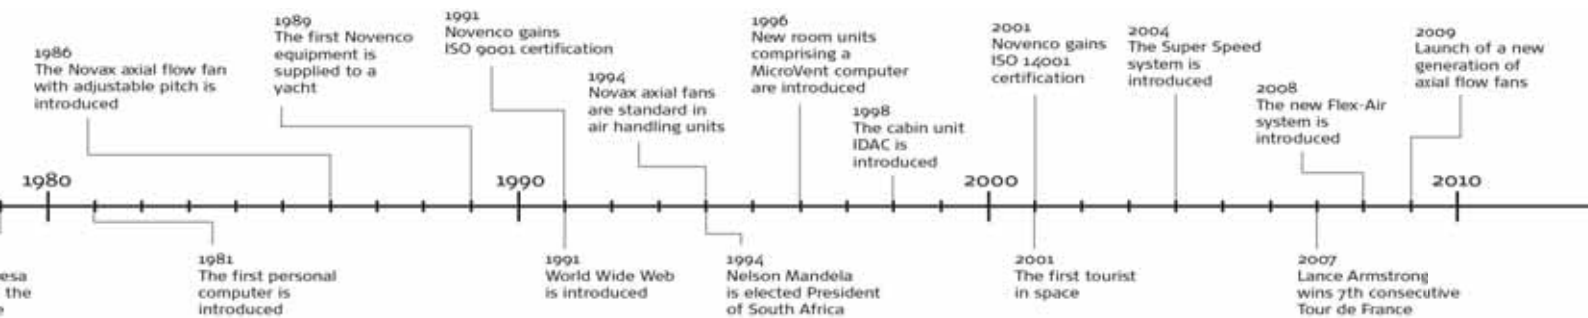 1986
The Novax axial flow fan
with adjustable pitch is
introduced
1989
The first Novenco
equipment is
supplied to a
yacht
1991
Novenco gains
ISO 9001 certification
1994
Novax axial fans
are standard in
air handling units
1996
New room units
comprising a
MicroVent computer
are introduced
1998
The cabin unit
IDAC is
introduced
2001
Novenco gains
ISO 14001
certification
2004
The Super Speed
system is
introduced
2008
The new Flex-Air
system is
introduced
2009
Launch of a new
generation of
axial flow fans
1980
1990
2000
2010
esa
the
e
1981
The first personal
computer is
introduced
1991
World Wide Web
is introduced
1994
Nelson Mandela
is elected President
of South Africa
2001
The first tourist
in space
2007
Lance Armstrong
wins 7th consecutive
Tour de France